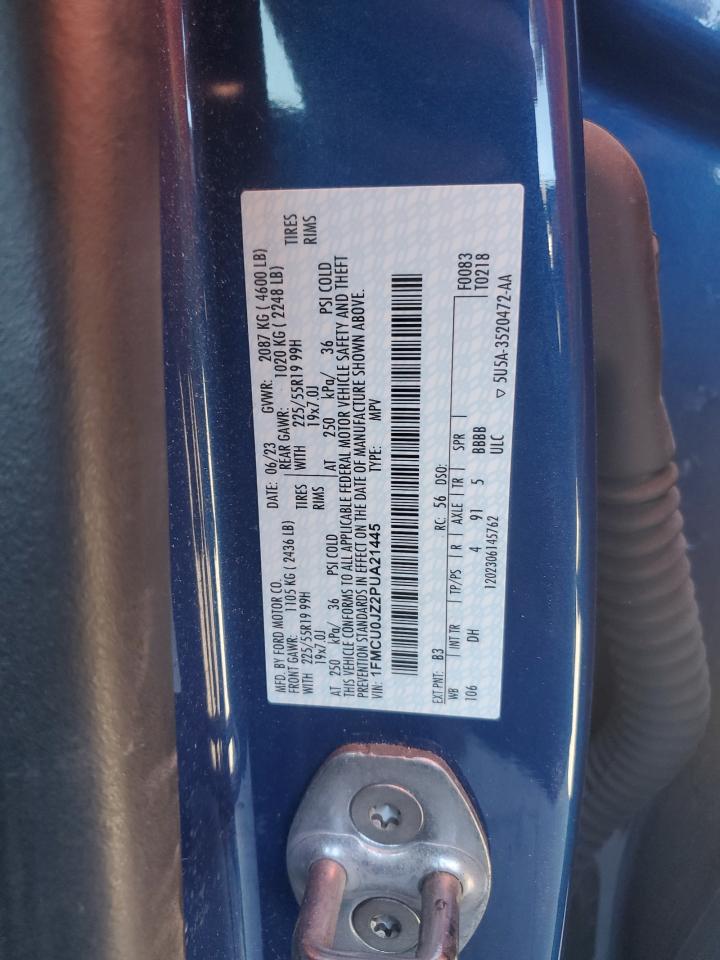 MFD. BY FORD MOTOR CO. DATE: 06/23 GVWR: 2087 KG ( 4600 LB)
FRONT GAWR: 1105 KG ( 2436 LB) REAR GAWR: 1020 KG ( 2248 LB)
WITH 225/55R19 99H TIRES WITH 225/55R19 99H TIRES
19x7.0J RIMS 19x7.0J RIMS
AT 250 kPa/ 36 PSI COLD AT 250 kPa/ 36 PSI COLD
THIS VEHICLE CONFORMS TO ALL APPLICABLE FEDERAL MOTOR VEHICLE SAFETY AND THEFT
PREVENTION STANDARDS IN EFFECT ON THE DATE OF MANUFACTURE SHOWN ABOVE.
VIN: 1FMCU0JZ2PUA21445 TYPE: MPV
EXT PNT: B3 RC: 56 DSO: F0083
WB INT TR TP/PS R AXLE TR SPR T0218
106 DH 4 91 5 BBBB
1202306145762 ULC
▽ 5U5A-3520472-AA